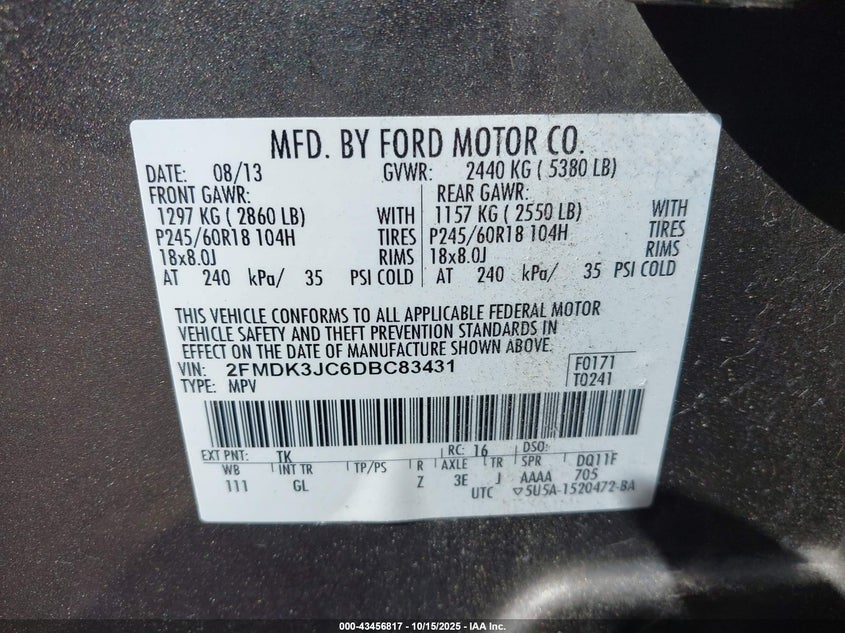 MFD. BY FORD MOTOR CO.
DATE: 08/13 GVWR: 2440 KG ( 5380 LB)
FRONT GAWR: REAR GAWR:
1297 KG ( 2860 LB) WITH 1157 KG ( 2550 LB) WITH
P245/60R18 104H TIRES P245/60R18 104H TIRES
18x8.0J RIMS 18x8.0J RIMS
AT 240 kPa/ 35 PSI COLD AT 240 kPa/ 35 PSI COLD
THIS VEHICLE CONFORMS TO ALL APPLICABLE FEDERAL MOTOR
VEHICLE SAFETY AND THEFT PREVENTION STANDARDS IN
EFFECT ON THE DATE OF MANUFACTURE SHOWN ABOVE.
VIN: 2FMDK3JC6DBC83431 F0171
TYPE: MPV T0241
EXT PNT: TK RC: 16 DSO:
WB INT TR TP/PS R AXLE TR SPR DQ11F
111 GL Z 3E J AAAA 705
UTC ▽5U5A-1520472-BA
000-43456817 - 10/15/2025 - IAA Inc.